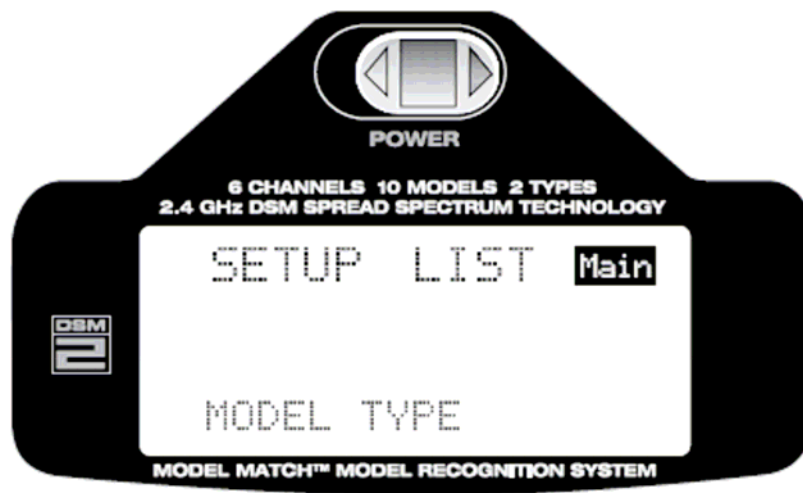 POWER
6 CHANNELS 10 MODELS 2 TYPES
2.4 GHz DSM SPREAD SPECTRUM TECHNOLOGY
SETUP LIST Main
DSM
2
MODEL TYPE
MODEL MATCH™ MODEL RECOGNITION SYSTEM